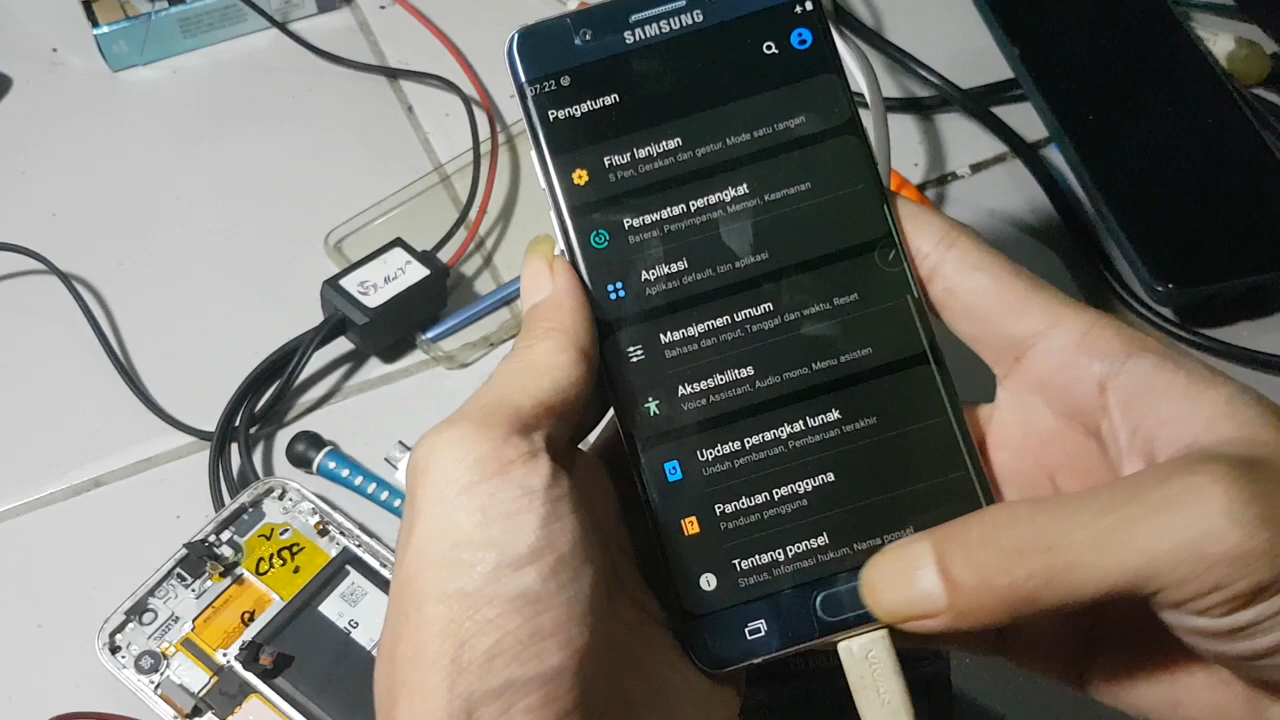 SAMSUNG
07.22
Pengaturan
Fitur lanjutan
S Pen, Gerakan dan gestur, Mode satu tangan
Perawatan perangkat
Baterai, Penyimpanan, Memori, Keamanan
Aplikasi
Aplikasi default, Izin aplikasi
Manajemen umum
Bahasa dan input, Tanggal dan waktu, Reset
Aksesibilitas
Voice Assistant, Audio mono, Menu asisten
Update perangkat lunak
Unduh pembaruan, Pembaruan terakhir
Panduan pengguna
Panduan pengguna
Tentang ponsel
Status, Informasi hukum, Nama ponsel
VIVAN